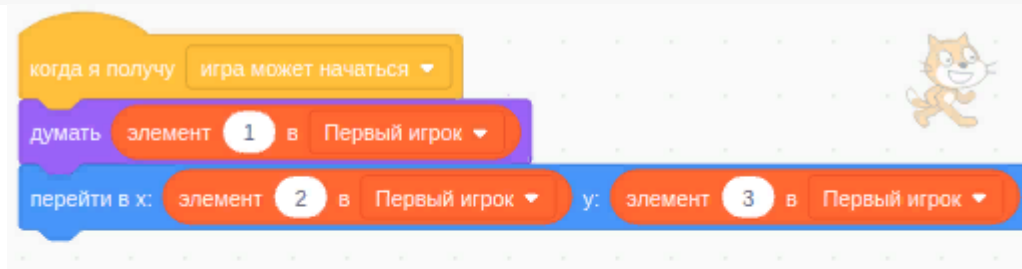 когда я получу игра может начаться
думать элемент 1 в Первый игрок
перейти в x: элемент 2 в Первый игрок y: элемент 3 в Первый игрок